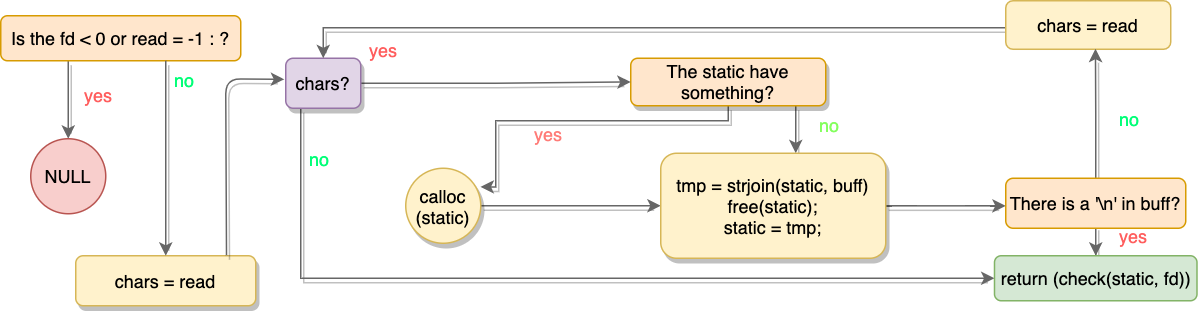 Is the fd < 0 or read = -1 : ?
yes
no
NULL
chars = read
chars?
yes
no
The static have
something?
yes
no
calloc
(static)
tmp = strjoin(static, buff)
free(static);
static = tmp;
There is a '\n' in buff?
no
chars = read
yes
return (check(static, fd))